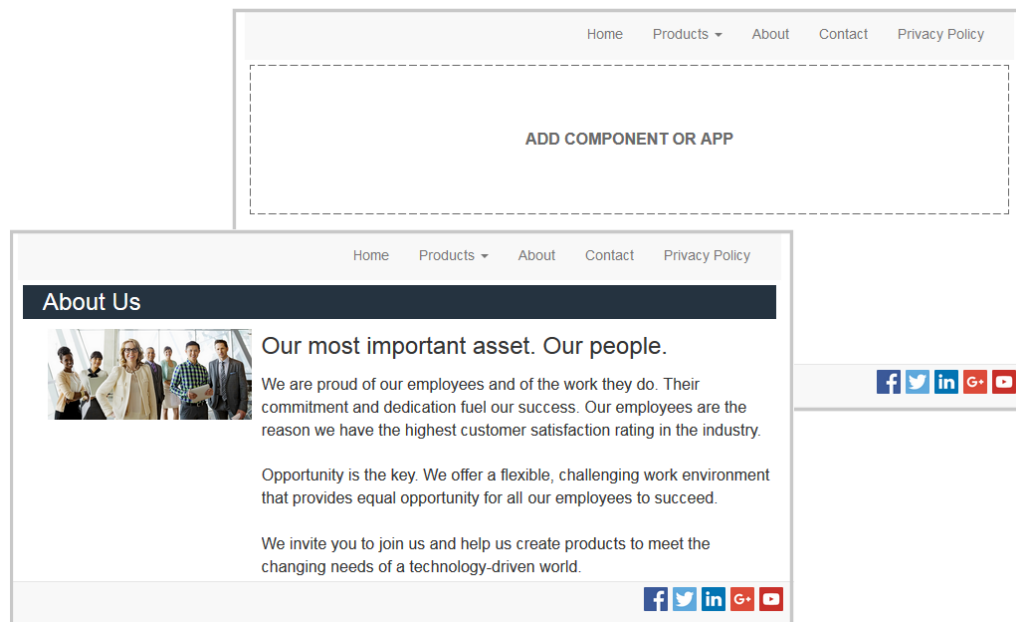 Home Products About Contact Privacy Policy
ADD COMPONENT OR APP
Home Products About Contact Privacy Policy
About Us
Our most important asset. Our people.
We are proud of our employees and of the work they do. Their
commitment and dedication fuel our success. Our employees are the
reason we have the highest customer satisfaction rating in the industry.
Opportunity is the key. We offer a flexible, challenging work environment
that provides equal opportunity for all our employees to succeed.
We invite you to join us and help us create products to meet the
changing needs of a technology-driven world.
f in G+
f in G+